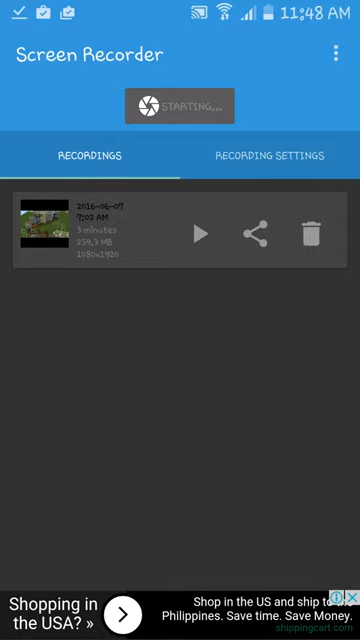 11:48 AM
Screen Recorder
STARTING...
RECORDINGS
RECORDING SETTINGS
2016-06-07
7:02 AM
3 minutes
259.3 MB
1080x1920
Shopping in
the USA? »
Shop in the US and ship to the
Philippines. Save time. Save Money.
shippingcart.com